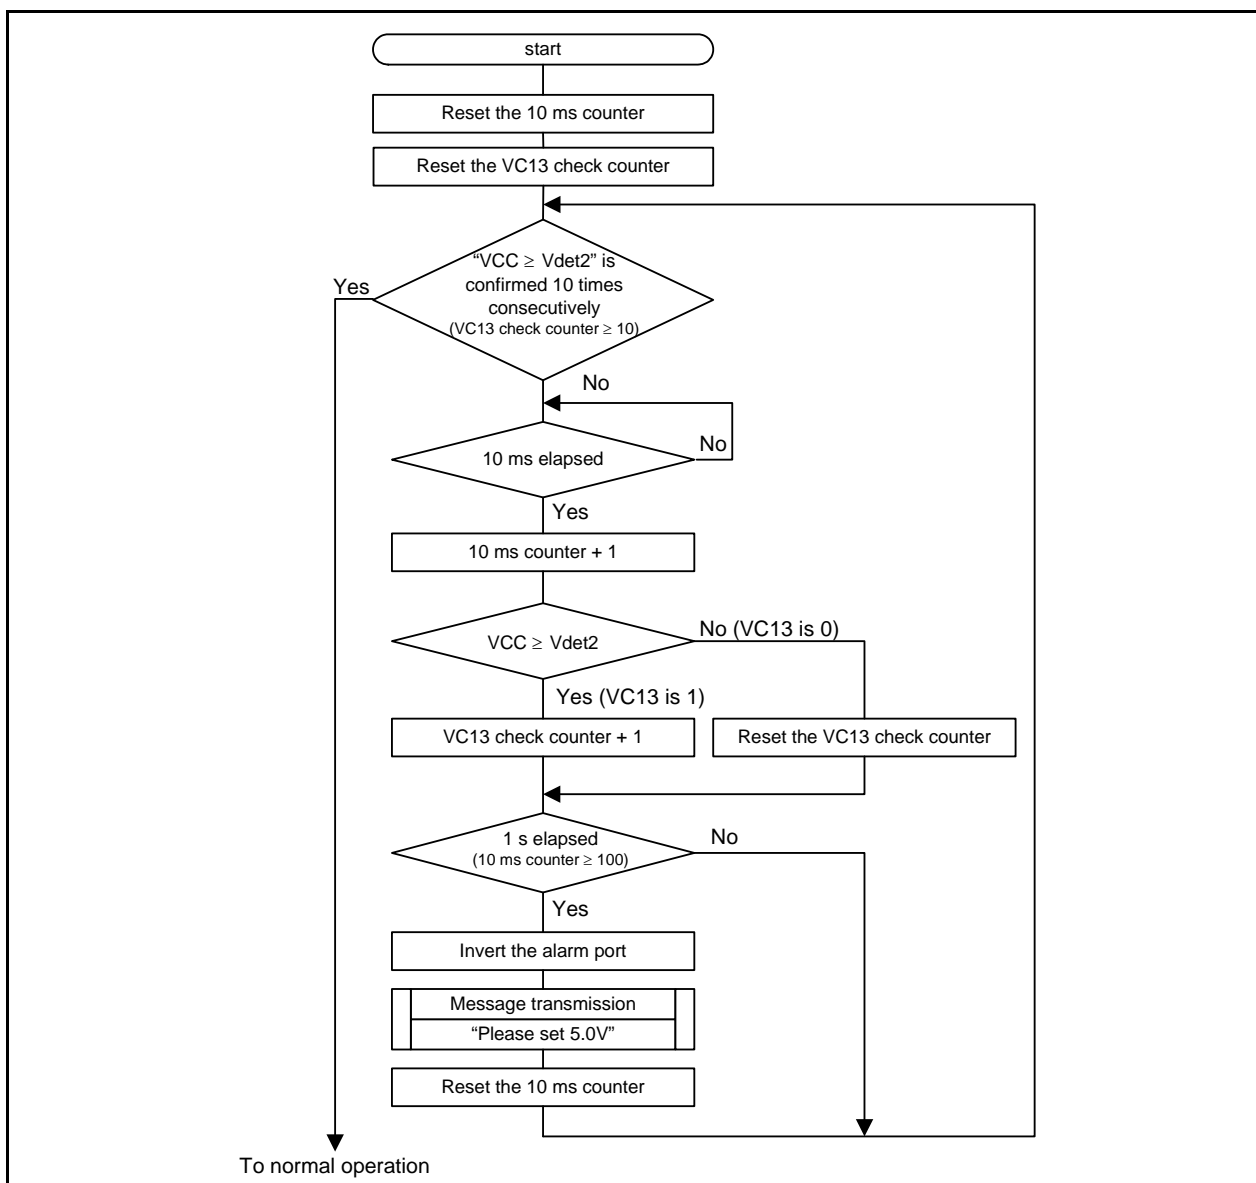 start
Reset the 10 ms counter
Reset the VC13 check counter
“VCC ≥ Vdet2” is
confirmed 10 times
consecutively
(VC13 check counter ≥ 10)
Yes
No
10 ms elapsed
No
Yes
10 ms counter + 1
VCC ≥ Vdet2
No (VC13 is 0)
Yes (VC13 is 1)
VC13 check counter + 1
Reset the VC13 check counter
1 s elapsed
(10 ms counter ≥ 100)
No
Yes
Invert the alarm port
Message transmission
“Please set 5.0V”
Reset the 10 ms counter
To normal operation